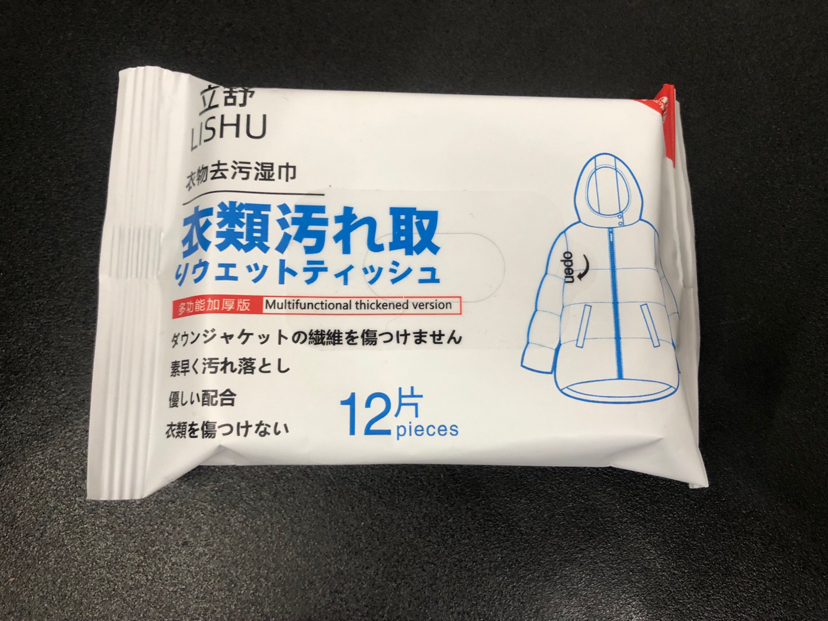 立舒
LISHU
衣物去污湿巾
衣類汚れ取
りウエットティッシュ
多功能加厚版 Multifunctional thickened version
ダウンジャケットの繊維を傷つけません
素早く汚れ落とし
優しい配合
衣類を傷つけない
12片
pieces
open